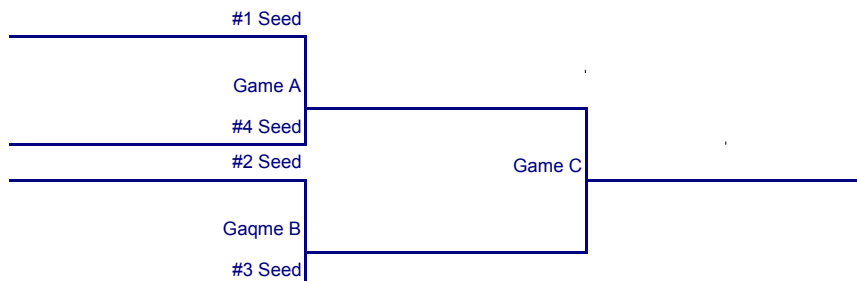 #1 Seed
Game A
#4 Seed
#2 Seed
Game C
Gaqme B
#3 Seed